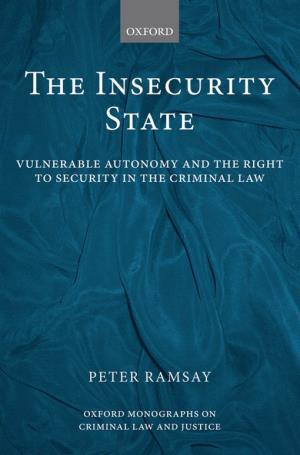 OXFORD
THE INSECURITY
STATE
VULNERABLE AUTONOMY AND THE RIGHT
TO SECURITY IN THE CRIMINAL LAW
PETER RAMSAY
OXFORD MONOGRAPHS ON
CRIMINAL LAW AND JUSTICE